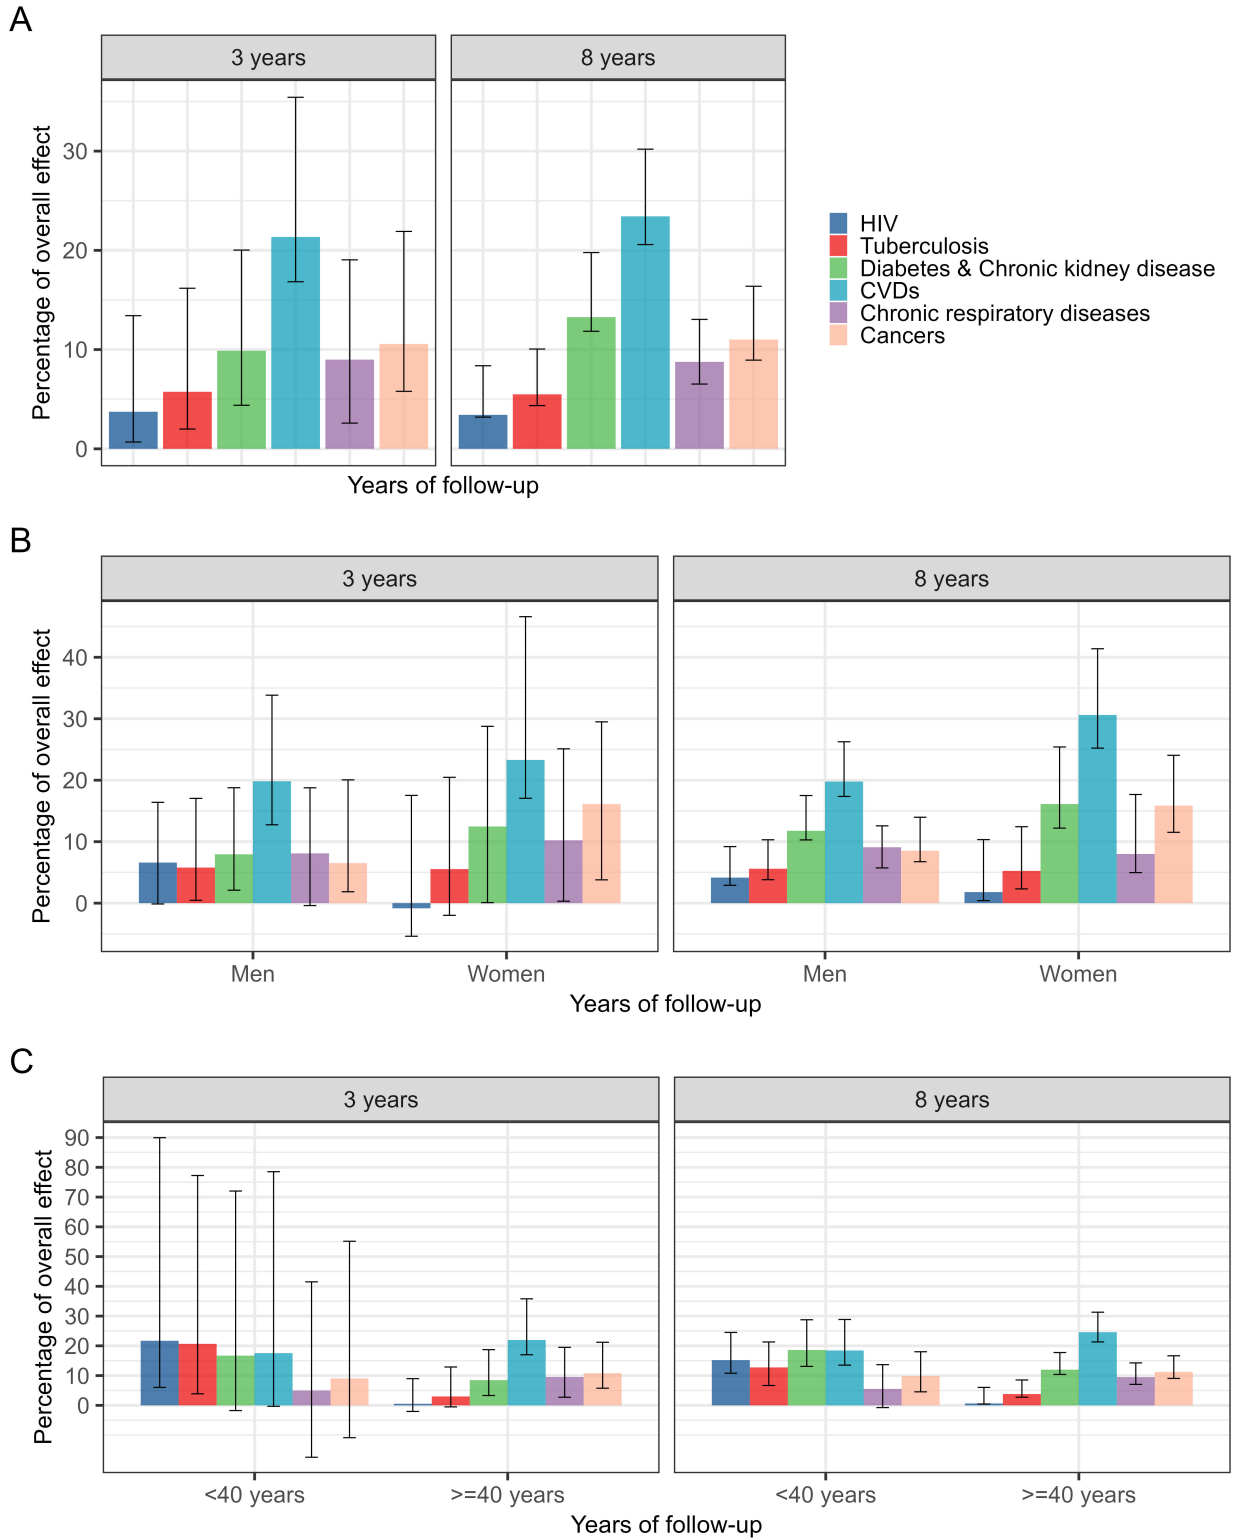 A
3 years
8 years
Percentage of overall effect
30
20
10
0
Years of follow-up
HIV
Tuberculosis
Diabetes & Chronic kidney disease
CVDs
Chronic respiratory diseases
Cancers
B
3 years
8 years
Percentage of overall effect
40
30
20
10
0
Men
Women
Men
Women
Years of follow-up
C
3 years
8 years
Percentage of overall effect
90
80
70
60
50
40
30
20
10
0
<40 years
>=40 years
<40 years
>=40 years
Years of follow-up